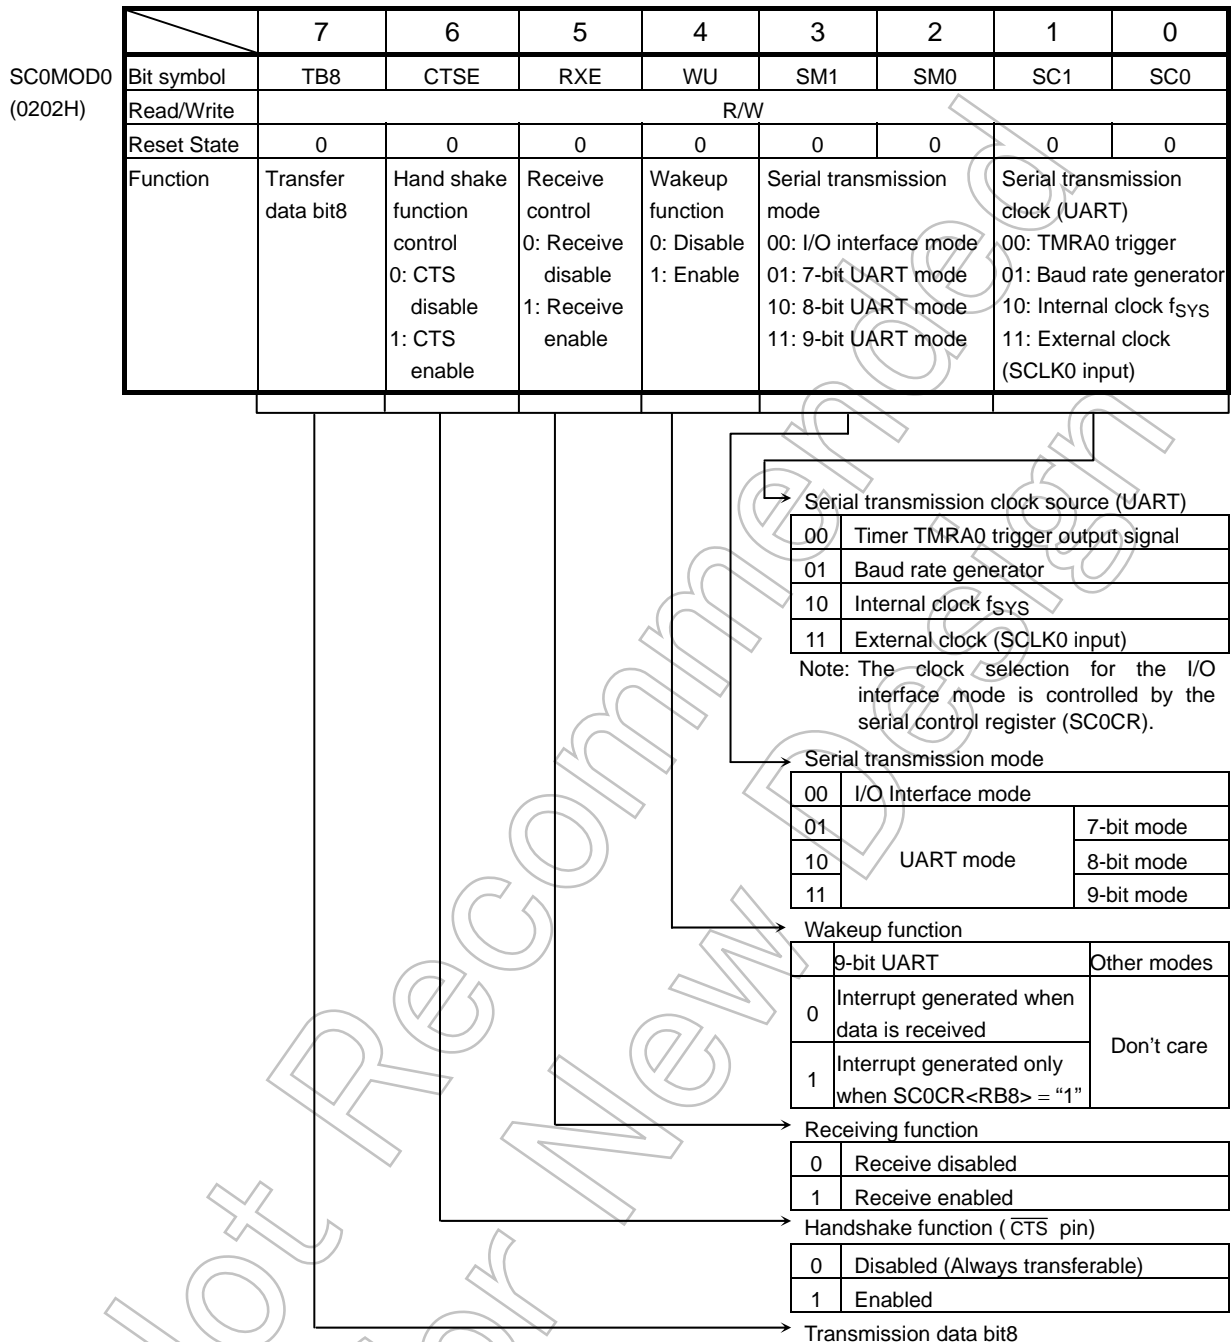 7 6 5 4 3 2 1 0
SC0MOD0 Bit symbol TB8 CTSE RXE WU SM1 SM0 SC1 SC0
(0202H) Read/Write R/W
Reset State 0 0 0 0 0 0 0 0
Function Transfer Hand shake Receive Wakeup Serial transmission Serial transmission
data bit8 function control function mode clock (UART)
control 0: Receive 0: Disable 00: I/O interface mode 00: TMRA0 trigger
0: CTS disable 1: Enable 01: 7-bit UART mode 01: Baud rate generator
disable 1: Receive 10: 8-bit UART mode 10: Internal clock fSYS
1: CTS enable 11: 9-bit UART mode 11: External clock
enable (SCLK0 input)
Serial transmission clock source (UART)
00 Timer TMRA0 trigger output signal
01 Baud rate generator
10 Internal clock fSYS
11 External clock (SCLK0 input)
Note: The clock selection for the I/O
interface mode is controlled by the
serial control register (SC0CR).
Serial transmission mode
00 I/O Interface mode
01 7-bit mode
10 UART mode 8-bit mode
11 9-bit mode
Wakeup function
9-bit UART Other modes
0 Interrupt generated when
data is received
Don't care
1 Interrupt generated only
when SC0CR<RB8> = “1”
Receiving function
0 Receive disabled
1 Receive enabled
Handshake function ( C̅T̅S̅ pin)
0 Disabled (Always transferable)
1 Enabled
Transmission data bit8
Not Recommended
for New Design